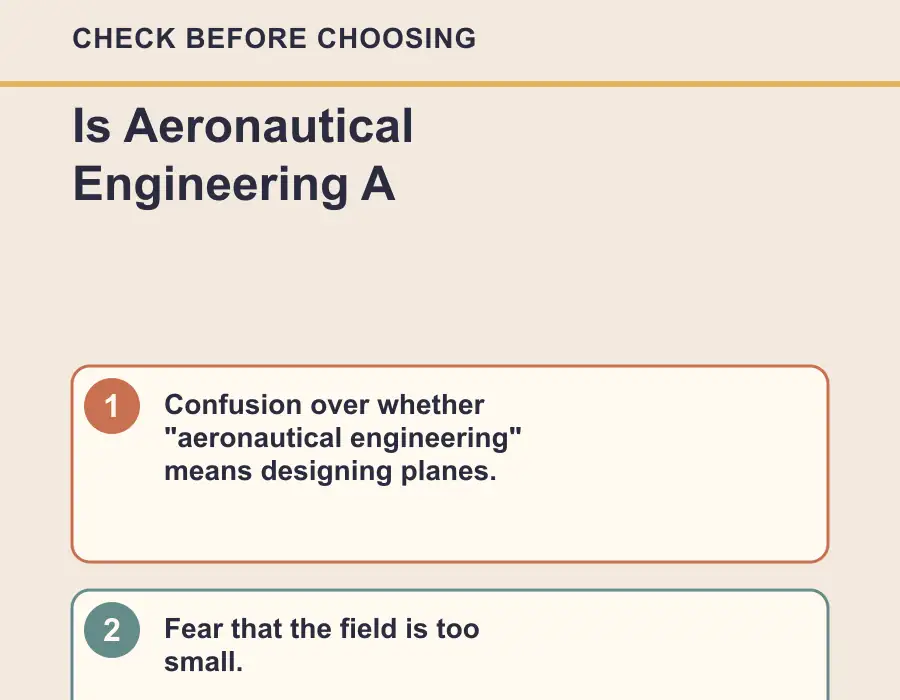 CHECK BEFORE CHOOSING
Is Aeronautical
Engineering A
1
Confusion over whether
"aeronautical engineering"
means designing planes.
2
Fear that the field is too
small.